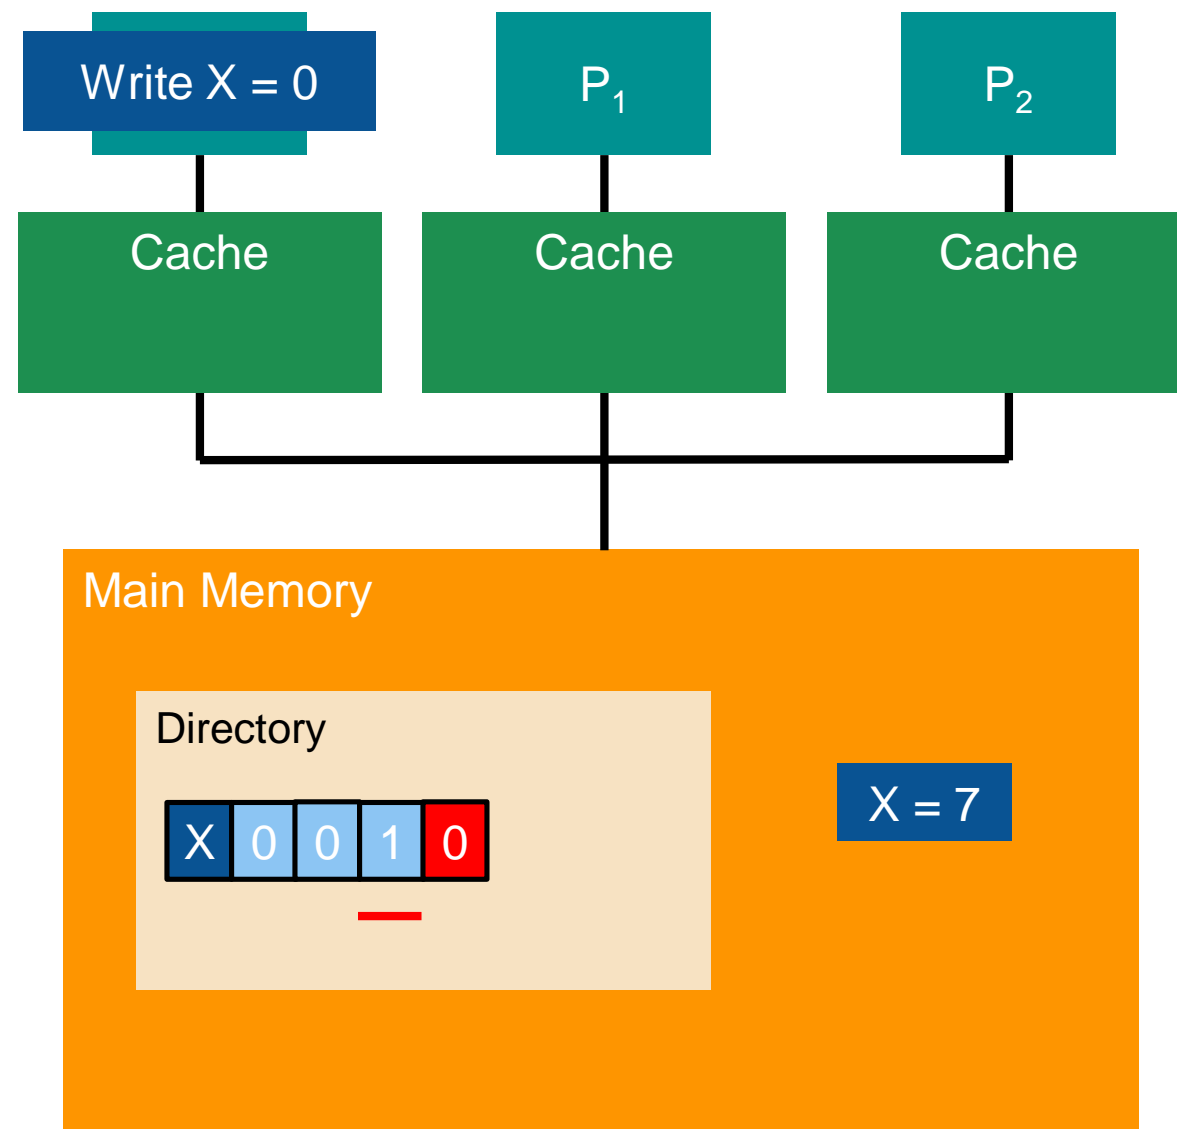 Write X = 0
P1
P2
Cache
Cache
Cache
Main Memory
Directory
X = 7
X 0 0 1 0